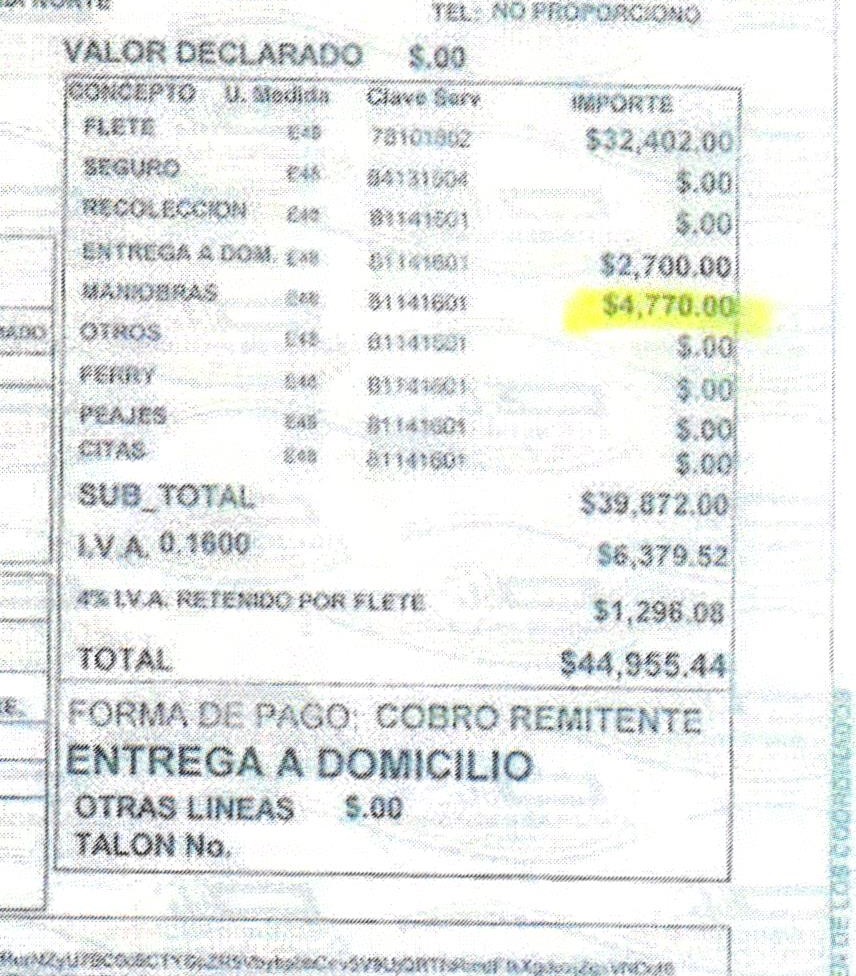 NORTE
TEL: NO PROPORCIONO
VALOR DECLARADO $.00
CONCEPTO U. Medida Clave Serv IMPORTE
FLETE E48 78101802 $32,402.00
SEGURO E48 84131504 $.00
RECOLECCION E48 81141601 $.00
ENTREGA A DOM. E48 81141601 $2,700.00
MANIOBRAS E48 81141601 $4,770.00
OTROS E48 81141601 $.00
FERRY E48 81141601 $.00
PEAJES E48 81141601 $.00
CITAS E48 81141601 $.00
SUB_TOTAL $39,872.00
I.V.A. 0.1600 $6,379.52
4% I.V.A. RETENIDO POR FLETE $1,296.08
TOTAL $44,955.44
FORMA DE PAGO: COBRO REMITENTE
ENTREGA A DOMICILIO
OTRAS LINEAS $.00
TALON No.
DE LOS